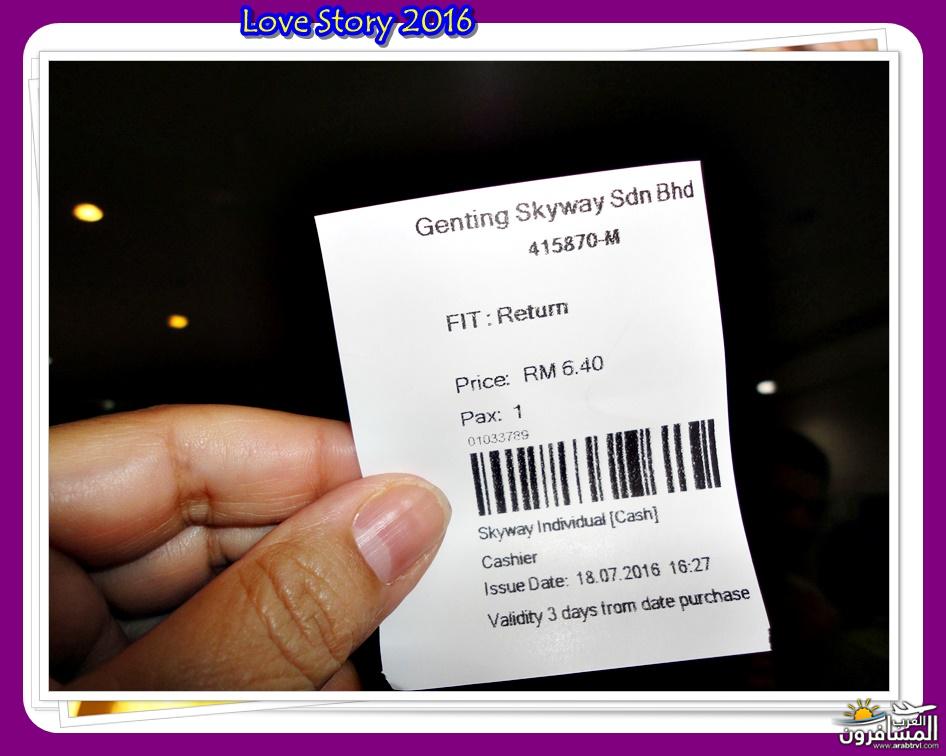 Love Story 2016
Genting Skyway Sdn Bhd
415870-M
FIT : Return
Price: RM 6.40
Pax: 1
01033789
Skyway Individual [Cash]
Cashier
Issue Date: 18.07.2016 16:27
Validity 3 days from date purchase
العرب
المسافرون
www.arabtrvl.com